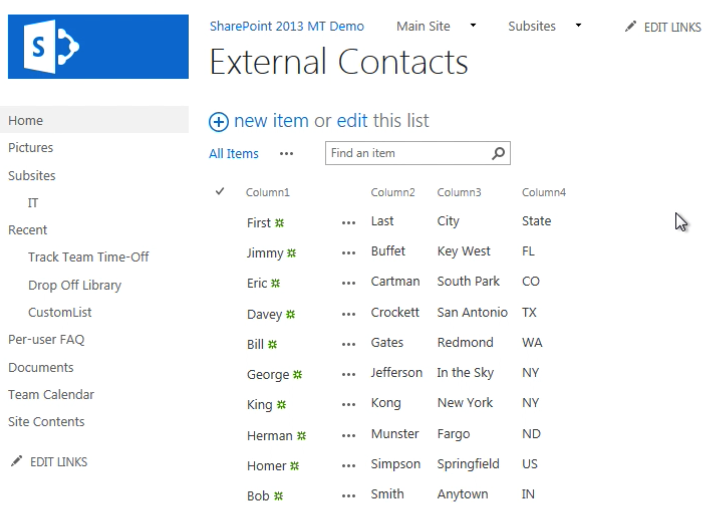 SharePoint 2013 MT Demo Main Site Subsites EDIT LINKS
S
External Contacts
Home
Pictures
Subsites
IT
Recent
Track Team Time-Off
Drop Off Library
CustomList
Per-user FAQ
Documents
Team Calendar
Site Contents
EDIT LINKS
new item or edit this list
All Items ••• Find an item
Column1 Column2 Column3 Column4
First ••• Last City State
Jimmy ••• Buffet Key West FL
Eric ••• Cartman South Park CO
Davey ••• Crockett San Antonio TX
Bill ••• Gates Redmond WA
George ••• Jefferson In the Sky NY
King ••• Kong New York NY
Herman ••• Munster Fargo ND
Homer ••• Simpson Springfield US
Bob ••• Smith Anytown IN